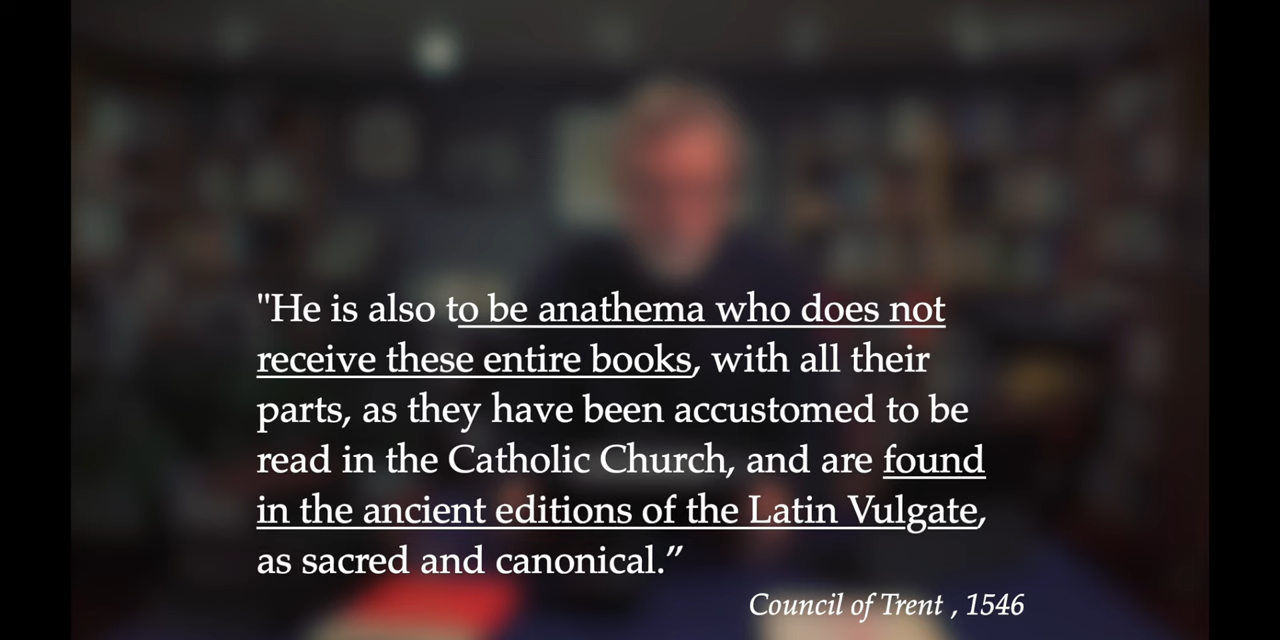 "He is also to be anathema who does not
receive these entire books, with all their
parts, as they have been accustomed to be
read in the Catholic Church, and are found
in the ancient editions of the Latin Vulgate,
as sacred and canonical.”
Council of Trent , 1546